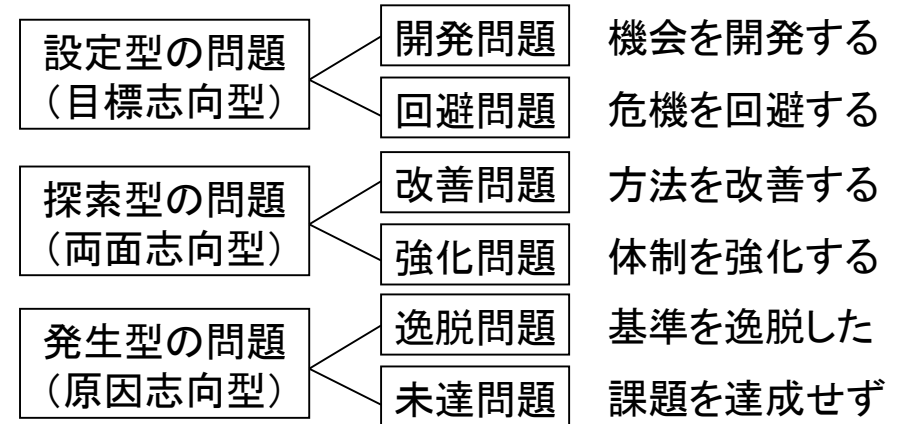 設定型の問題
（目標志向型）
開発問題 機会を開発する
回避問題 危機を回避する
探索型の問題
（両面志向型）
改善問題 方法を改善する
強化問題 体制を強化する
発生型の問題
（原因志向型）
逸脱問題 基準を逸脱した
未達問題 課題を達成せず